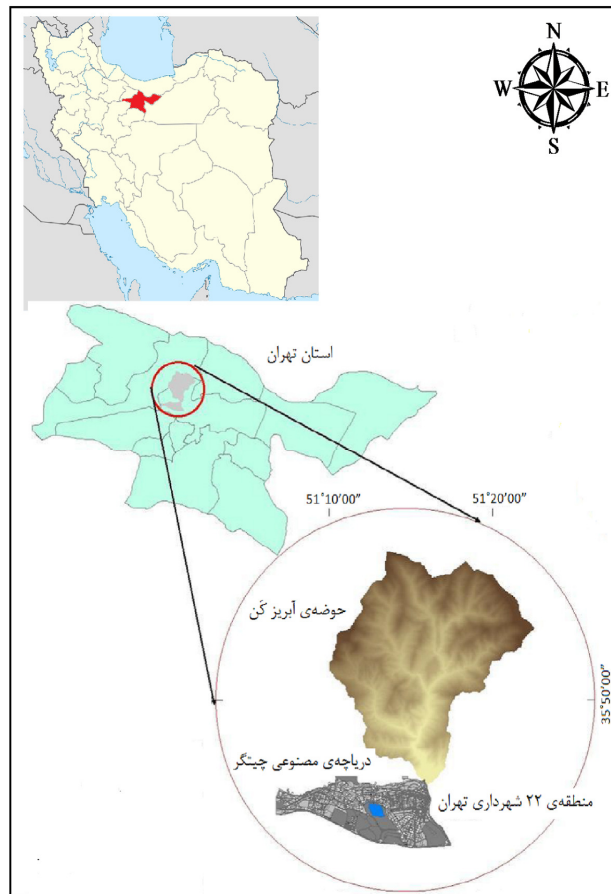 N
W E
S
استان تهران
51°10'00"
51°20'00"
حوضه‌ی آبریز کَن
35°50'00"
دریاچه‌ی مصنوعی چیتگر
منطقه‌ی ۲۲ شهرداری تهران